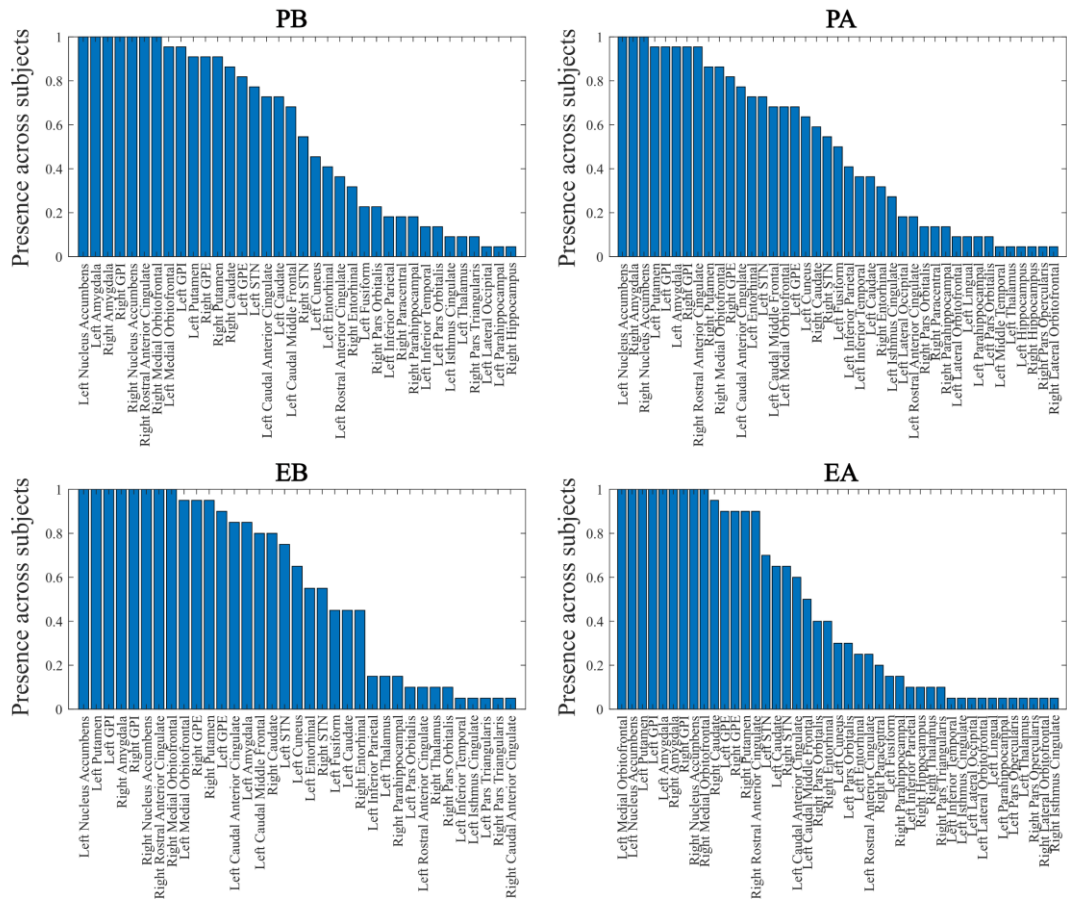 PB
Presence across subjects
1
0.8
0.6
0.4
0.2
0
Left Nucleus Accumbens
Left Amygdala
Right Amygdala
Right GPI
Right Nucleus Accumbens
Right Rostral Anterior Cingulate
Right Medial Orbitofrontal
Left Medial Orbitofrontal
Left GPI
Left Putamen
Right GPE
Right Putamen
Right Caudate
Left GPE
Left STN
Left Caudal Anterior Cingulate
Left Caudate
Left Caudal Middle Frontal
Right STN
Left Cuneus
Left Entorhinal
Left Rostral Anterior Cingulate
Right Entorhinal
Left Fusiform
Right Pars Orbitalis
Left Inferior Parietal
Right Paracentral
Right Parahippocampal
Left Inferior Temporal
Left Pars Orbitalis
Left Isthmus Cingulate
Left Thalamus
Right Pars Triangularis
Left Lateral Occipital
Left Parahippocampal
Right Hippocampus
PA
Presence across subjects
1
0.8
0.6
0.4
0.2
0
Left Nucleus Accumbens
Right Amygdala
Right Nucleus Accumbens
Left Putamen
Left GPI
Left Amygdala
Right GPI
Right Rostral Anterior Cingulate
Right Putamen
Right Medial Orbitofrontal
Right GPE
Left Caudal Anterior Cingulate
Left Entorhinal
Left STN
Left Caudal Middle Frontal
Left Medial Orbitofrontal
Left GPE
Left Cuneus
Right Caudate
Right STN
Left Fusiform
Left Inferior Parietal
Left Inferior Temporal
Left Caudate
Right Entorhinal
Left Isthmus Cingulate
Left Lateral Occipital
Left Rostral Anterior Cingulate
Right Pars Orbitalis
Right Paracentral
Right Parahippocampal
Left Lateral Orbitofrontal
Left Lingual
Left Parahippocampal
Left Pars Orbitalis
Left Middle Temporal
Left Thalamus
Left Hippocampus
Right Hippocampus
Right Pars Opercularis
Right Lateral Orbitofrontal
EB
Presence across subjects
1
0.8
0.6
0.4
0.2
0
Left Nucleus Accumbens
Left Putamen
Left GPI
Right Amygdala
Right GPI
Right Nucleus Accumbens
Right Rostral Anterior Cingulate
Right Medial Orbitofrontal
Left Medial Orbitofrontal
Right GPE
Right Putamen
Left GPE
Left Caudal Anterior Cingulate
Left Amygdala
Left Caudal Middle Frontal
Right Caudate
Left STN
Left Cuneus
Left Entorhinal
Right STN
Left Fusiform
Left Caudate
Right Entorhinal
Left Inferior Parietal
Left Thalamus
Right Parahippocampal
Left Pars Orbitalis
Left Rostral Anterior Cingulate
Right Thalamus
Right Pars Orbitalis
Left Inferior Temporal
Left Isthmus Cingulate
Left Pars Triangularis
Right Pars Triangularis
Right Caudal Anterior Cingulate
EA
Presence across subjects
1
0.8
0.6
0.4
0.2
0
Left Medial Orbitofrontal
Left Nucleus Accumbens
Left Putamen
Left GPI
Left Amygdala
Right Amygdala
Right GPI
Right Nucleus Accumbens
Right Medial Orbitofrontal
Right Caudate
Left GPE
Right GPE
Right Putamen
Right Rostral Anterior Cingulate
Left STN
Left Caudate
Right STN
Left Caudal Anterior Cingulate
Left Caudal Middle Frontal
Right Pars Orbitalis
Right Entorhinal
Left Cuneus
Left Pars Orbitalis
Left Entorhinal
Left Rostral Anterior Cingulate
Right Paracentral
Left Fusiform
Right Parahippocampal
Left Inferior Parietal
Right Hippocampus
Right Thalamus
Right Pars Triangularis
Left Inferior Temporal
Left Isthmus Cingulate
Left Lateral Occipital
Left Lateral Orbitofrontal
Left Lingual
Left Parahippocampal
Left Pars Opercularis
Left Thalamus
Right Pars Opercularis
Right Lateral Orbitofrontal
Right Isthmus Cingulate